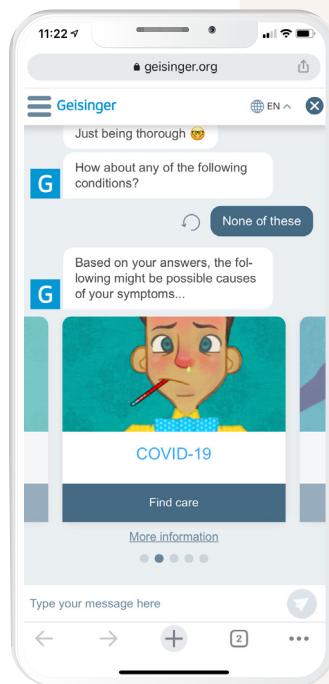 11:22
geisinger.org
Geisinger
EN
Just being thorough 🤓
How about any of the following
conditions?
G
None of these
Based on your answers, the fol-
lowing might be possible causes
of your symptoms...
G
COVID-19
Find care
More information
Type your message here
2